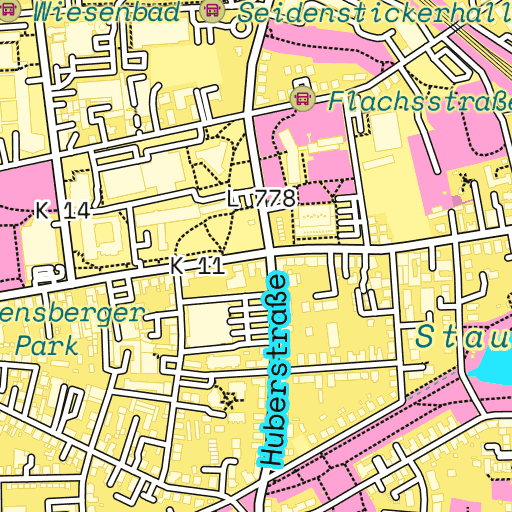 Wiesenbad
Seidenstickerhall
Flachsstraße
L 778
K 14
K 11
Huberstraße
ensberger
Park
Stau